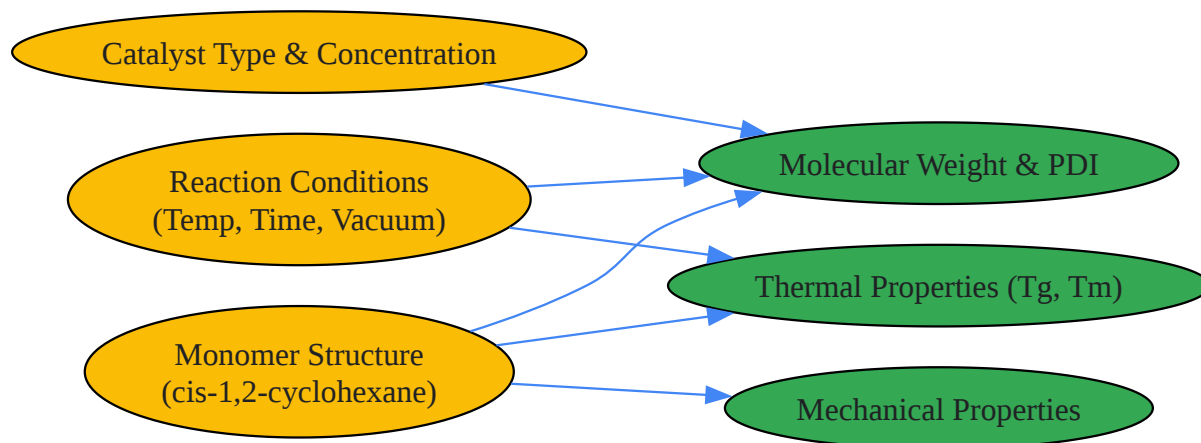 Catalyst Type & Concentration
Reaction Conditions
(Temp, Time, Vacuum)
Monomer Structure
(cis-1,2-cyclohexane)
Molecular Weight & PDI
Thermal Properties (Tg, Tm)
Mechanical Properties